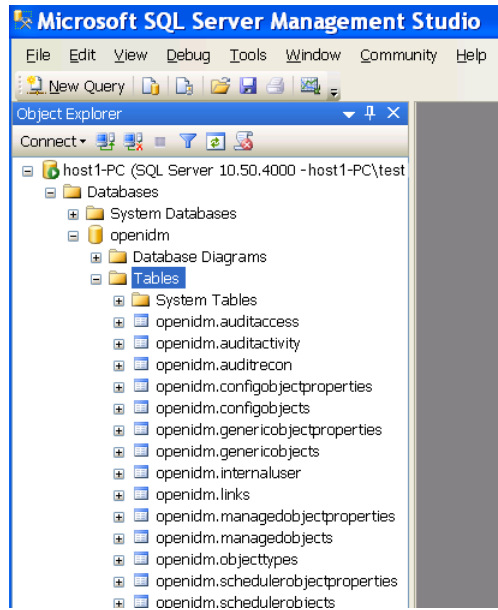 Microsoft SQL Server Management Studio
File Edit View Debug Tools Window Community Help
New Query
Object Explorer
Connect
host1-PC (SQL Server 10.50.4000 - host1-PC\test
Databases
System Databases
openidm
Database Diagrams
Tables
System Tables
openidm.auditaccess
openidm.auditactivity
openidm.auditrecon
openidm.configobjectproperties
openidm.configobjects
openidm.genericobjectproperties
openidm.genericobjects
openidm.internaluser
openidm.links
openidm.managedobjectproperties
openidm.managedobjects
openidm.objecttypes
openidm.schedulerobjectproperties
openidm.schedulerobjects